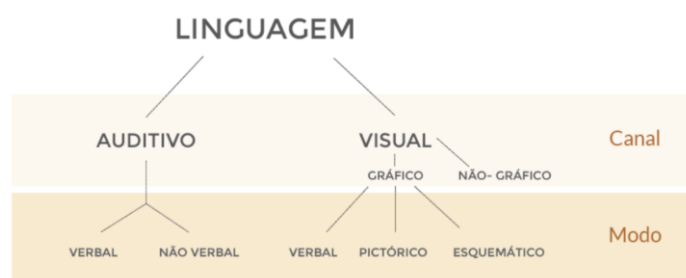 LINGUAGEM
AUDITIVO VISUAL Canal
GRÁFICO NÃO- GRÁFICO
VERBAL NÃO VERBAL VERBAL PICTÓRICO ESQUEMÁTICO Modo